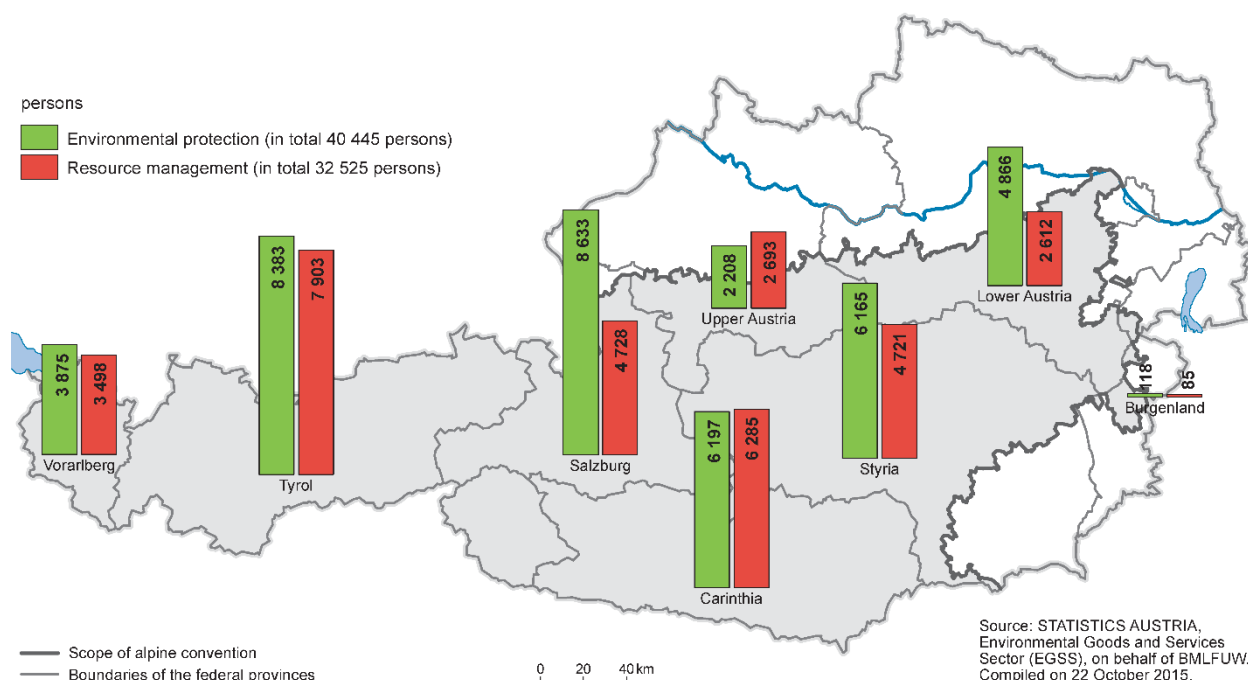 persons
Environmental protection (in total 40 445 persons)
Resource management (in total 32 525 persons)
3 875
3 498
Vorarlberg
8 383
7 903
Tyrol
8 633
4 728
Salzburg
2 208
2 693
Upper Austria
4 866
2 612
Lower Austria
6 197
6 285
Carinthia
6 165
4 721
Styria
118
85
Burgenland
Scope of alpine convention
Boundaries of the federal provinces
0 20 40 km
Source: STATISTICS AUSTRIA,
Environmental Goods and Services
Sector (EGSS), on behalf of BMLFUW.
Compiled on 22 October 2015.